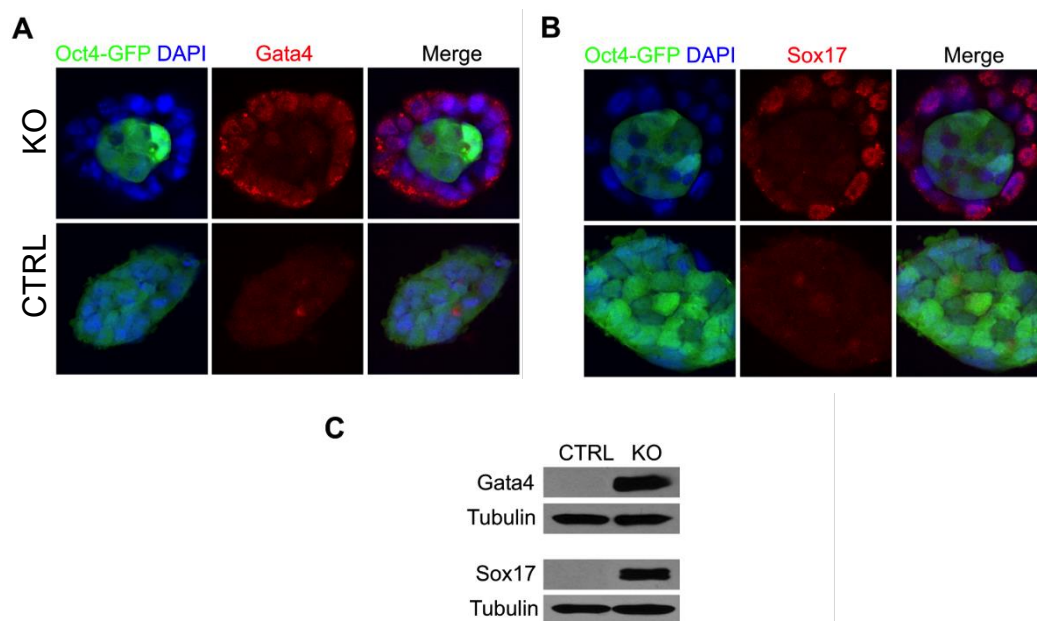 A
Oct4-GFP DAPI Gata4 Merge
KO
CTRL
B
Oct4-GFP DAPI Sox17 Merge
C
CTRL KO
Gata4
Tubulin
Sox17
Tubulin